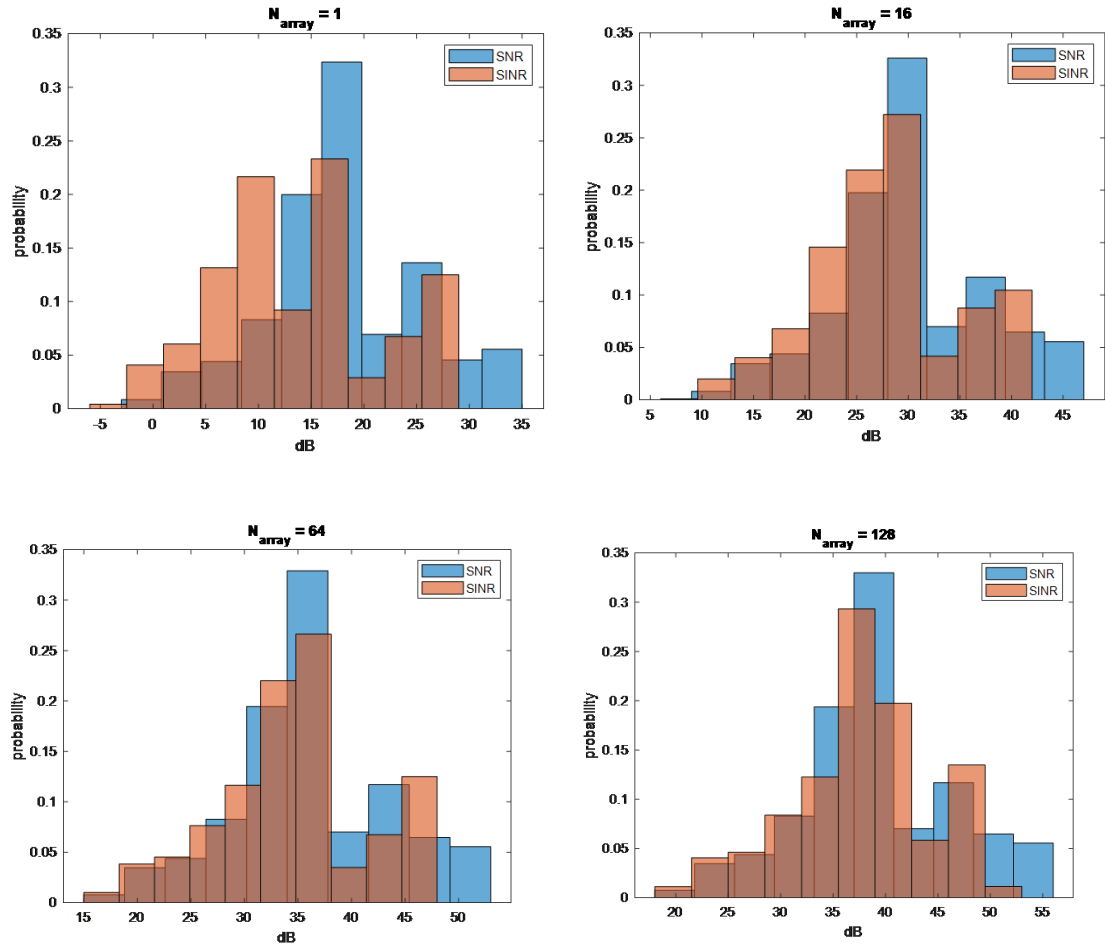 N_array = 1
0.35
0.3
0.25
0.2
0.15
0.1
0.05
0
probability
-5 0 5 10 15 20 25 30 35
dB
SNR
SINR
N_array = 16
0.35
0.3
0.25
0.2
0.15
0.1
0.05
0
probability
5 10 15 20 25 30 35 40 45
dB
SNR
SINR
N_array = 64
0.35
0.3
0.25
0.2
0.15
0.1
0.05
0
probability
15 20 25 30 35 40 45 50
dB
SNR
SINR
N_array = 128
0.35
0.3
0.25
0.2
0.15
0.1
0.05
0
probability
20 25 30 35 40 45 50 55
dB
SNR
SINR